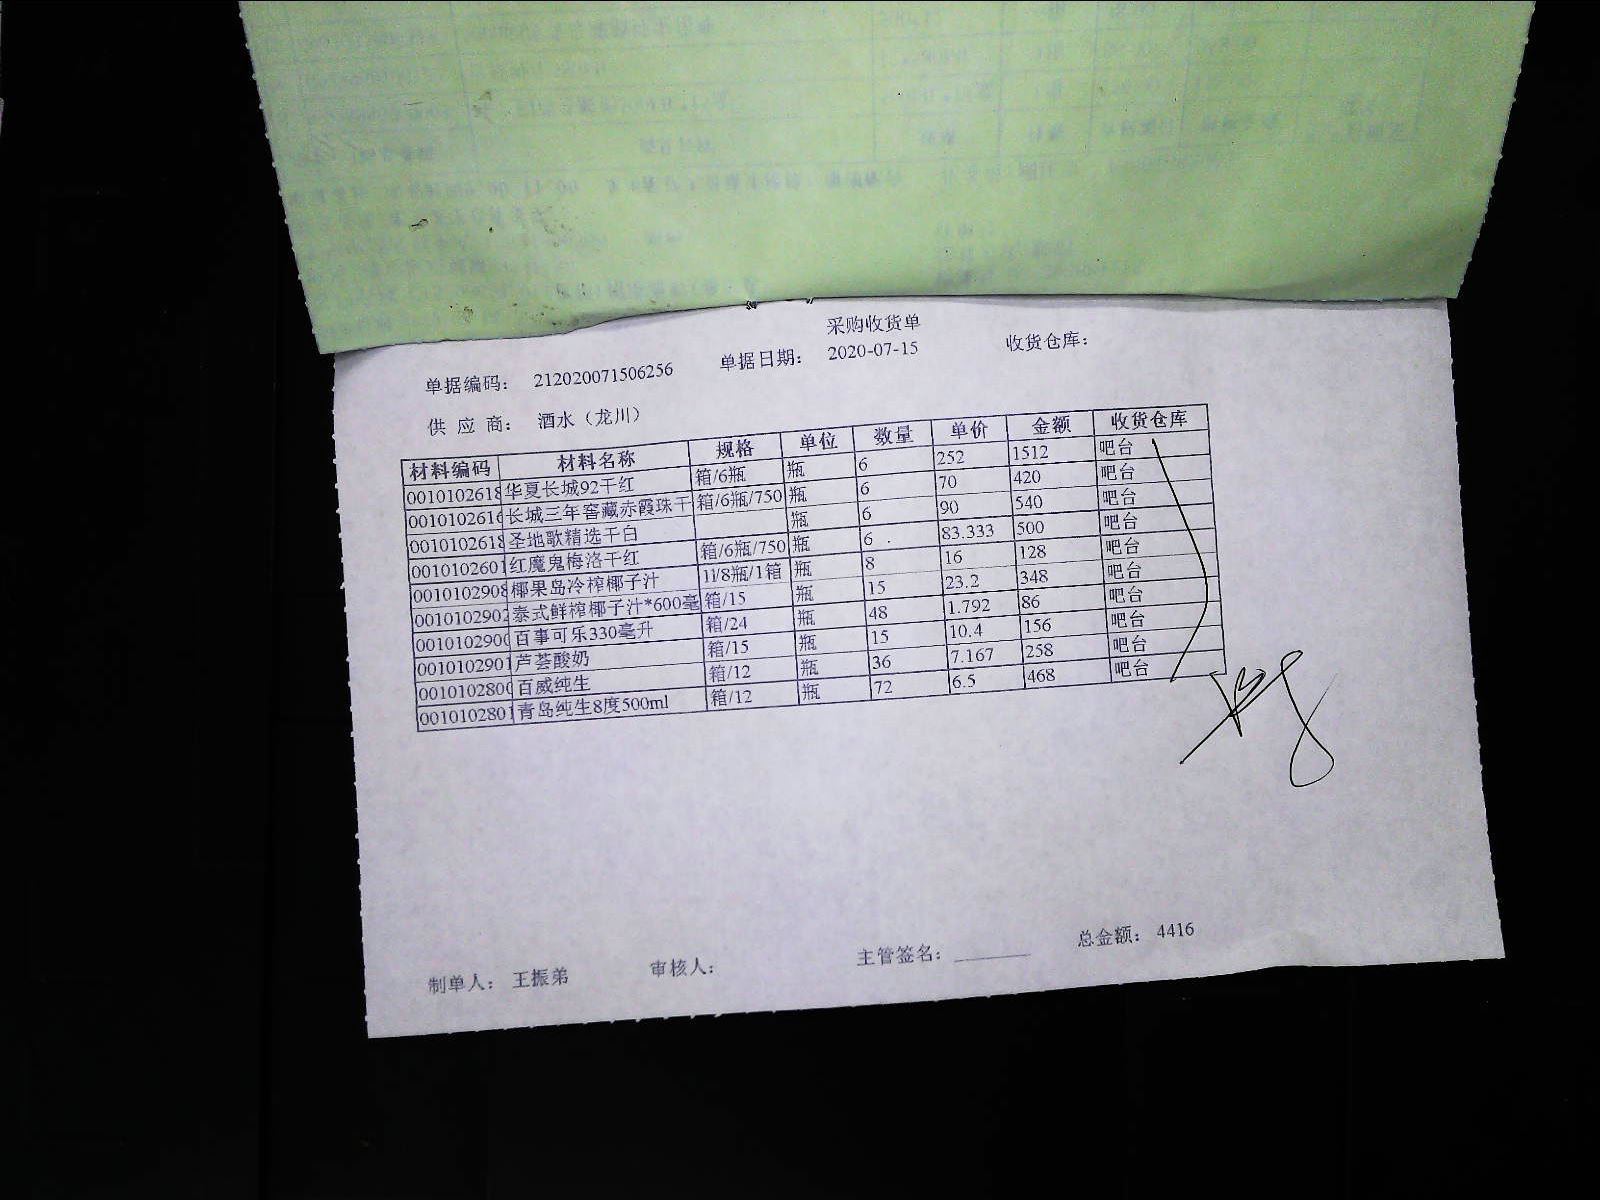 采购收货单
单据编码： 212020071506256 单据日期： 2020-07-15 收货仓库：
供 应 商： 酒水（龙川）
材料编码 材料名称 规格 单位 数量 单价 金额 收货仓库
0010102618 华夏长城92干红 箱/6瓶 瓶 6 252 1512 吧台
0010102616 长城三年窖藏赤霞珠干 箱/6瓶/750 瓶 6 70 420 吧台
0010102618 圣地歌精选干白 瓶 6 90 540 吧台
0010102601 红魔鬼梅洛干红 箱/6瓶/750 瓶 6 83.333 500 吧台
0010102908 椰果岛冷榨椰子汁 1l/8瓶/1箱 瓶 8 16 128 吧台
0010102902 泰式鲜榨椰子汁*600毫 箱/15 瓶 15 23.2 348 吧台
0010102900 百事可乐330毫升 箱/24 瓶 48 1.792 86 吧台
0010102901 芦荟酸奶 箱/15 瓶 15 10.4 156 吧台
0010102800 百威纯生 箱/12 瓶 36 7.167 258 吧台
0010102801 青岛纯生8度500ml 箱/12 瓶 72 6.5 468 吧台
制单人： 王振弟 审核人： 主管签名： 总金额： 4416